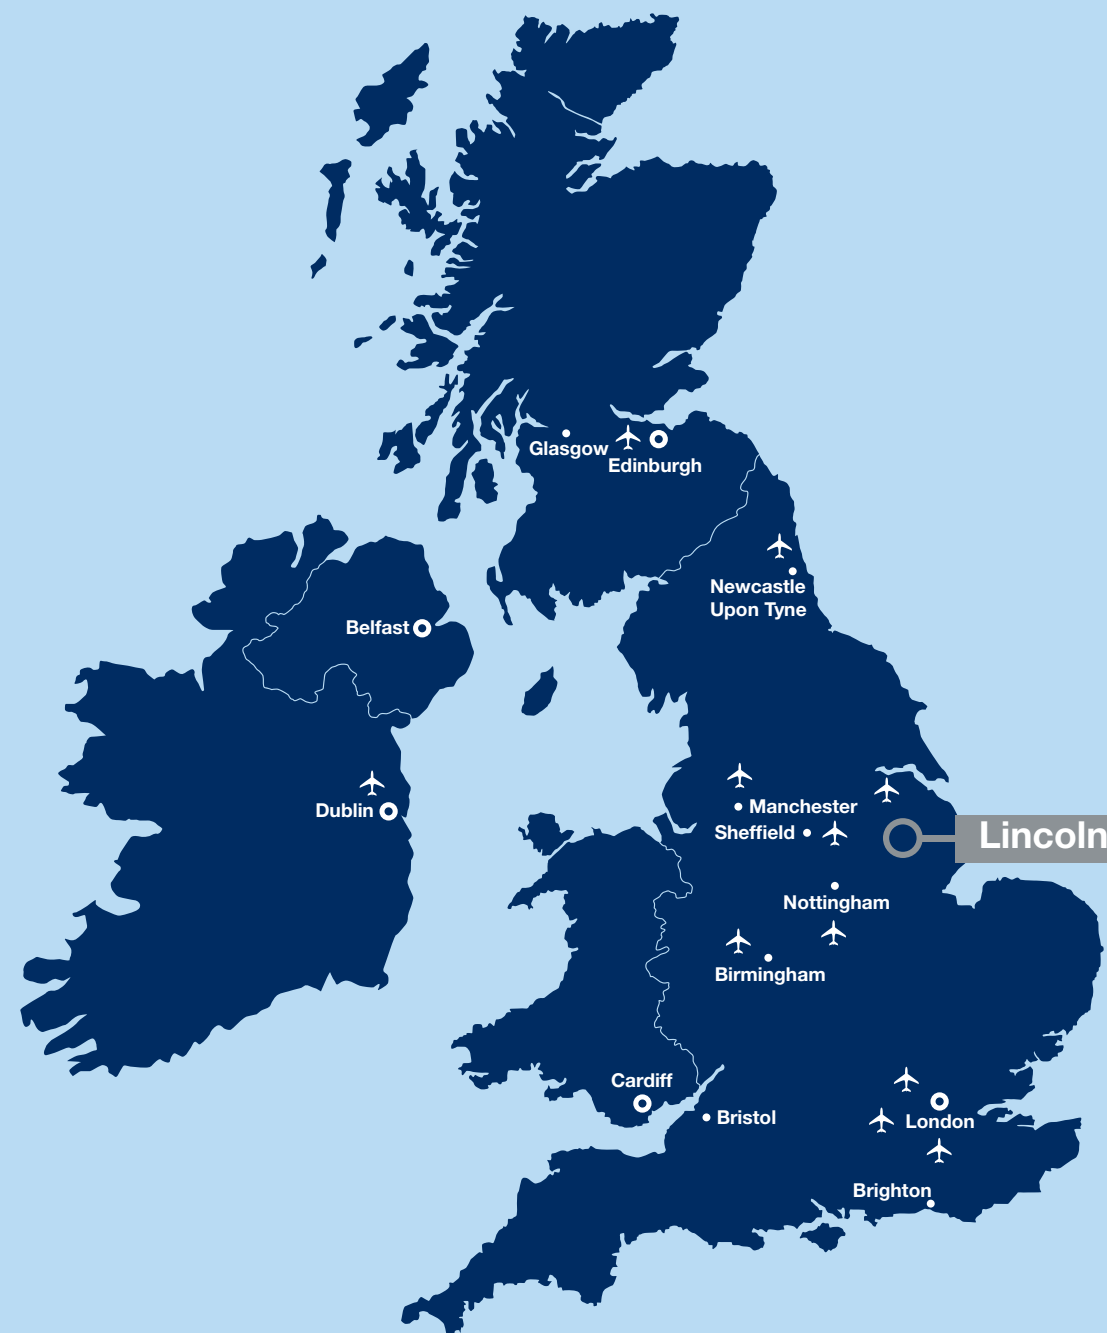 Glasgow
Edinburgh
Newcastle
Upon Tyne
Belfast
Dublin
Manchester
Sheffield
Lincoln
Nottingham
Birmingham
Cardiff
Bristol
London
Brighton